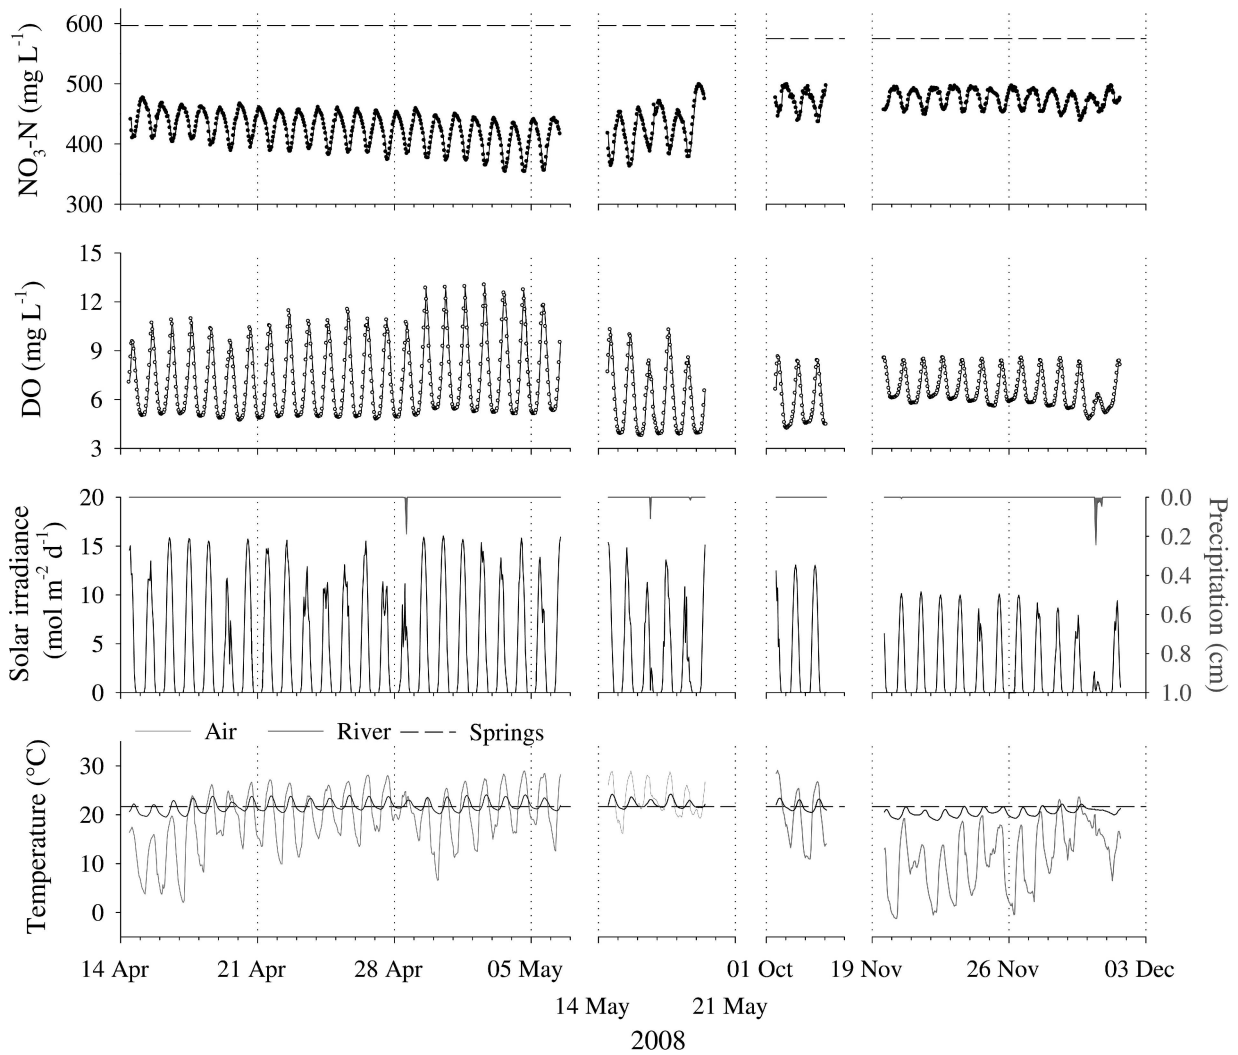 600
500
400
300
NO3-N (mg L-1)
15
12
9
6
3
DO (mg L-1)
20
15
10
5
0
Solar irradiance
(mol m-2 d-1)
0.0
0.2
0.4
0.6
0.8
1.0
Precipitation (cm)
Air River Springs
30
20
10
0
Temperature (°C)
14 Apr 21 Apr 28 Apr 05 May 01 Oct 19 Nov 26 Nov 03 Dec
14 May 21 May
2008